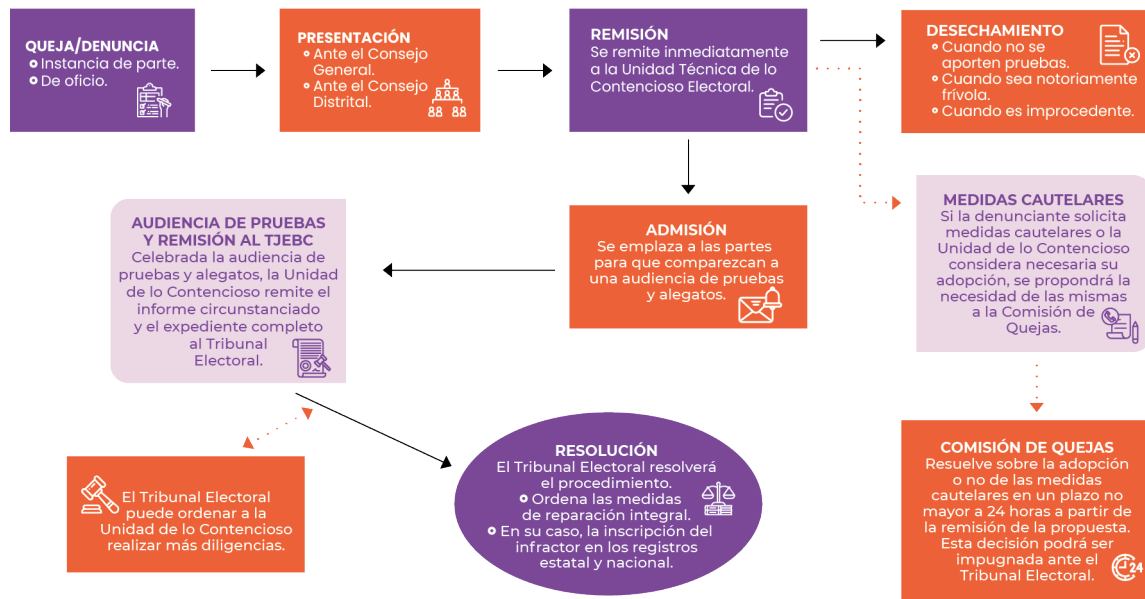 QUEJA/DENUNCIA
Instancia de parte.
De oficio.
PRESENTACIÓN
Ante el Consejo
General.
Ante el Consejo
Distrital.
REMISIÓN
Se remite inmediatamente
a la Unidad Técnica de lo
Contencioso Electoral.
DESECHAMIENTO
Cuando no se
aporten pruebas.
Cuando sea notoriamente
frívola.
Cuando es improcedente.
AUDIENCIA DE PRUEBAS
Y REMISIÓN AL TJEBC
Celebrada la audiencia de
pruebas y alegatos, la Unidad
de lo Contencioso remite el
informe circunstanciado
y el expediente completo
al Tribunal
Electoral.
ADMISIÓN
Se emplaza a las partes
para que comparezcan a
una audiencia de pruebas
y alegatos.
MEDIDAS CAUTELARES
Si la denunciante solicita
medidas cautelares o la
Unidad de lo Contencioso
considera necesaria su
adopción, se propondrá la
necesidad de las mismas
a la Comisión de
Quejas.
El Tribunal Electoral
puede ordenar a la
Unidad de lo Contencioso
realizar más diligencias.
RESOLUCIÓN
El Tribunal Electoral resolverá
el procedimiento.
Ordena las medidas
de reparación integral.
En su caso, la inscripción del
infractor en los registros
estatal y nacional.
COMISIÓN DE QUEJAS
Resuelve sobre la adopción
o no de las medidas
cautelares en un plazo no
mayor a 24 horas a partir de
la remisión de la propuesta.
Esta decisión podrá ser
impugnada ante el
Tribunal Electoral.
24